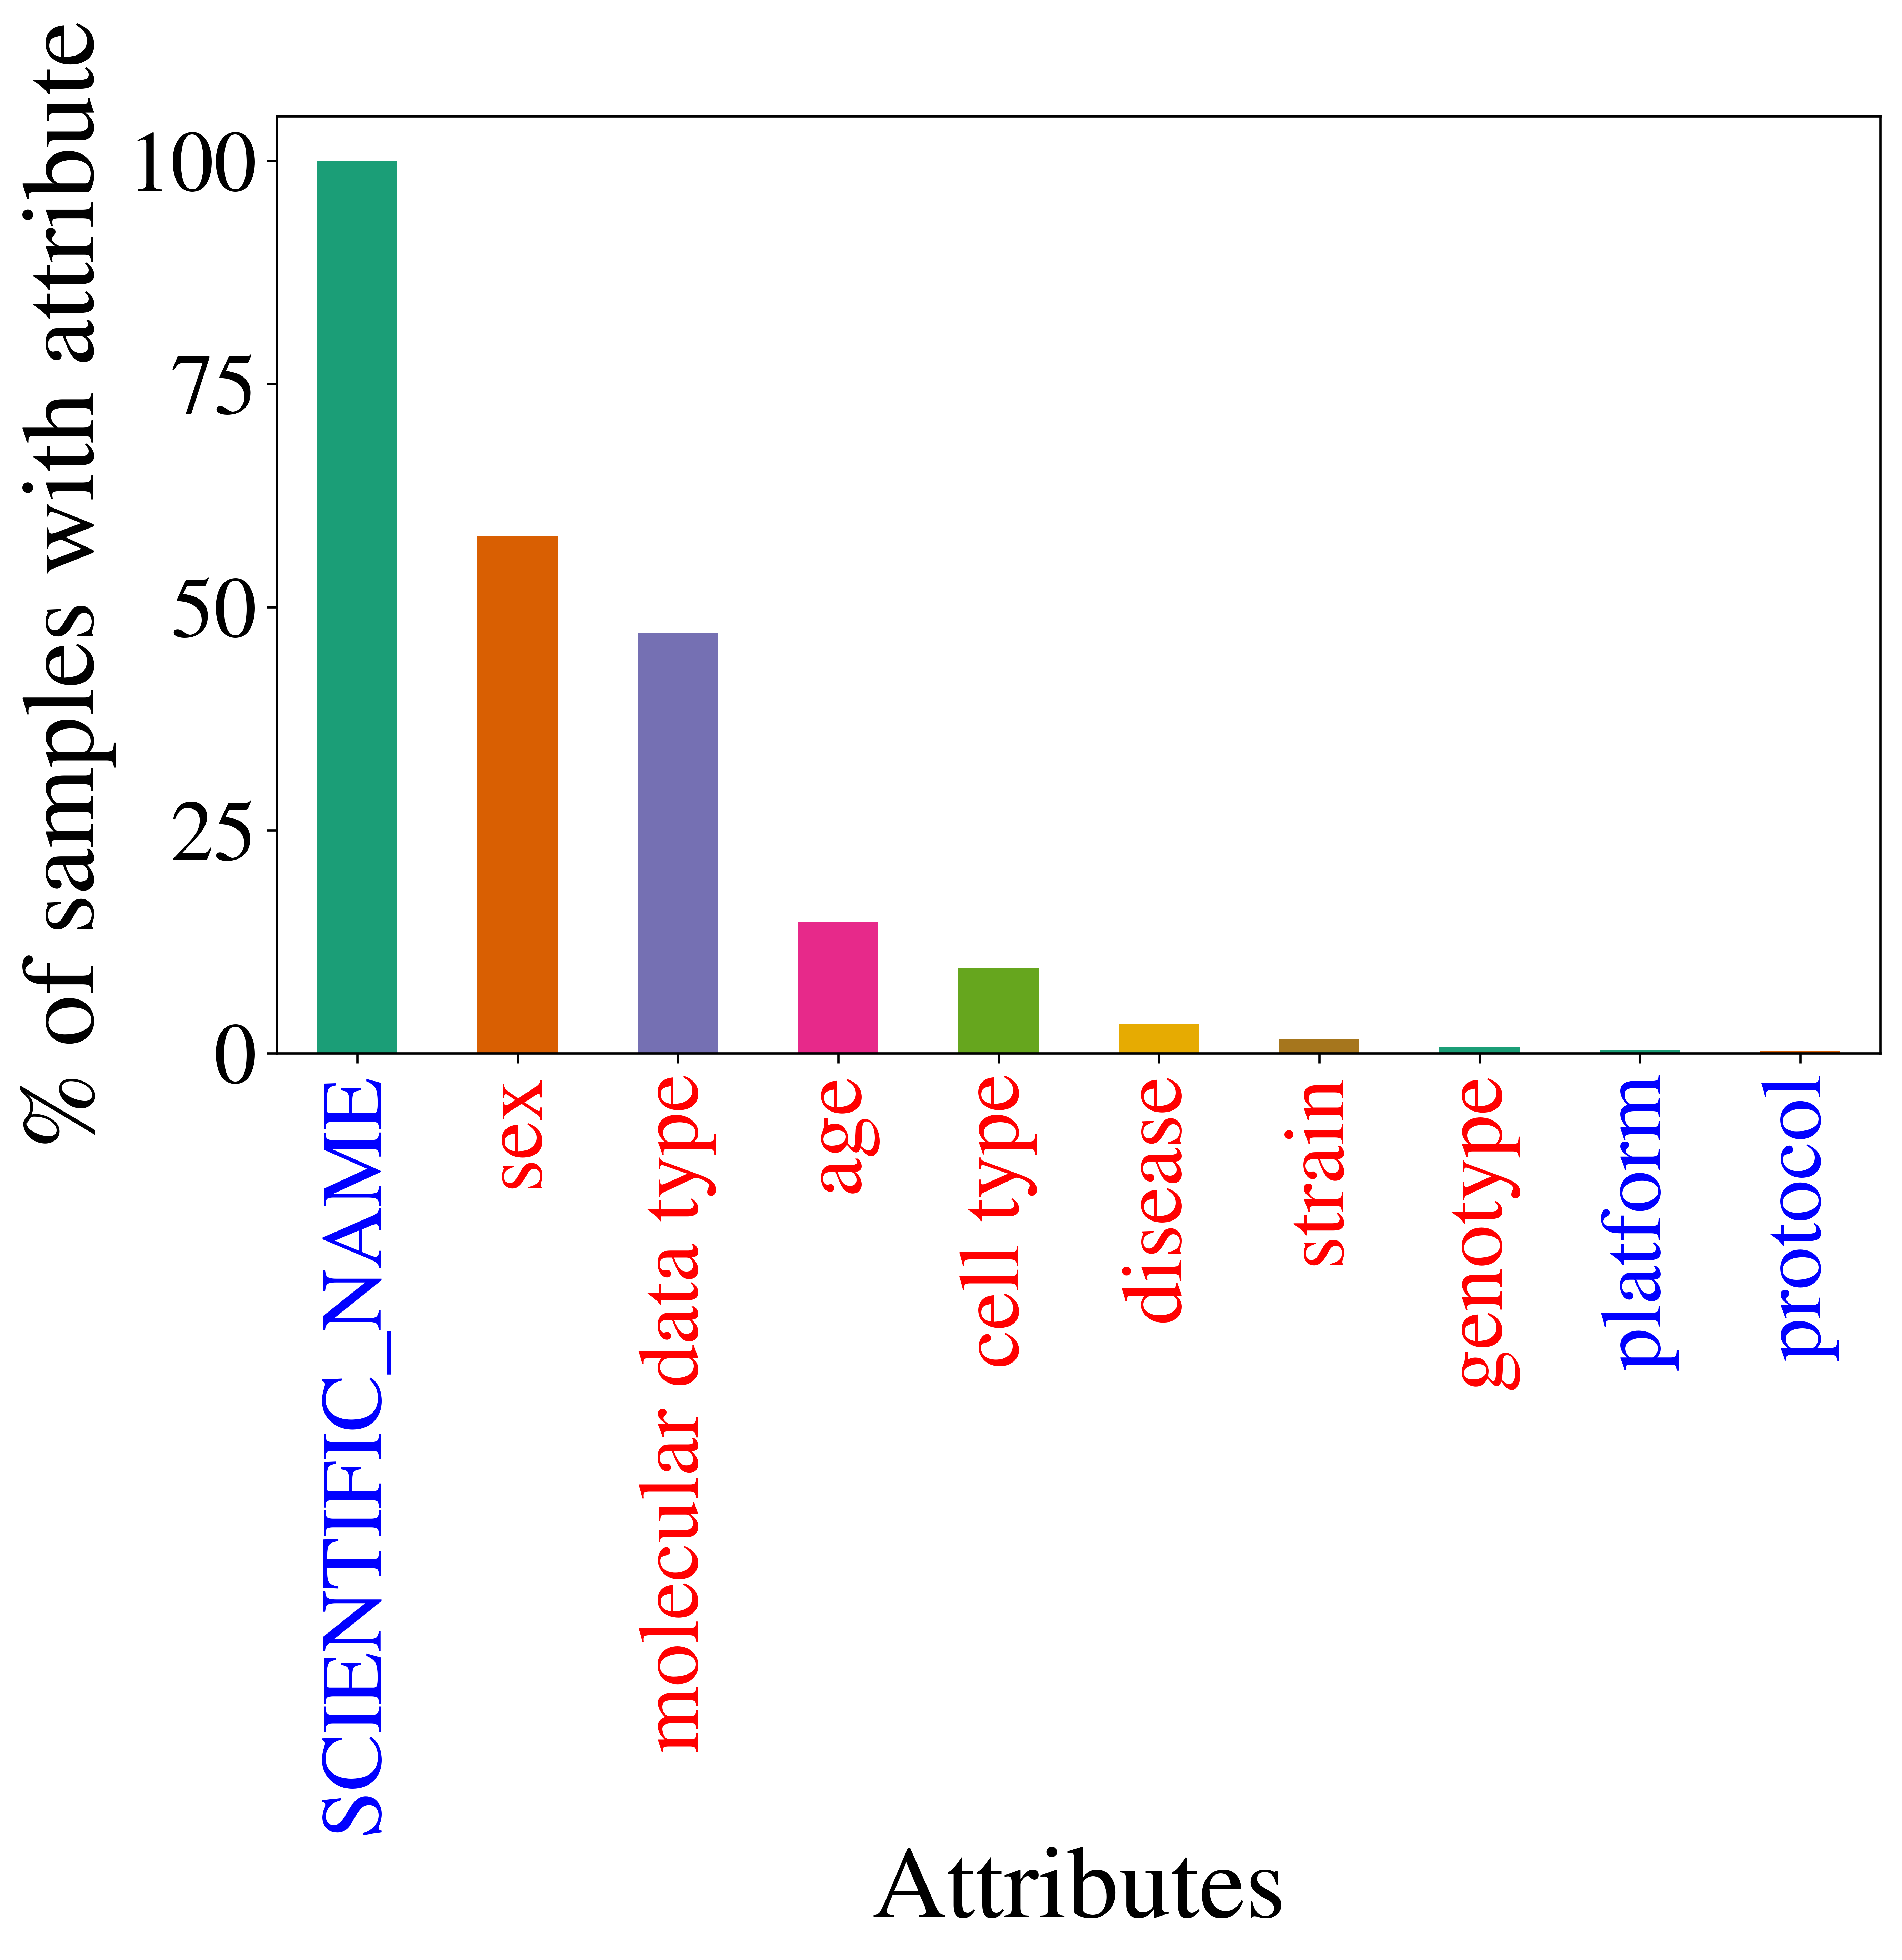 % of samples with attribute
100
75
50
25
0
SCIENTIFIC_NAME
sex
molecular data type
age
cell type
disease
strain
genotype
platform
protocol
Attributes